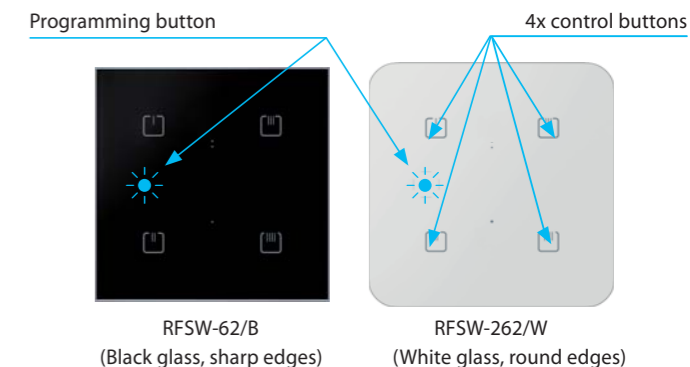 Programming button
4x control buttons
RFSW-62/B
(Black glass, sharp edges)
RFSW-262/W
(White glass, round edges)